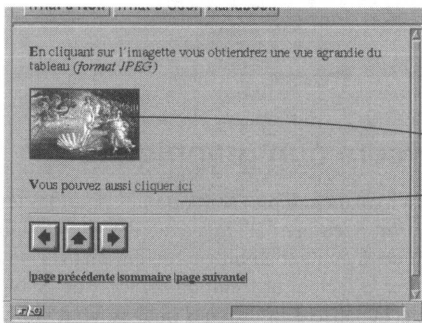 What's New What's Cool Handbook
En cliquant sur l'imagette vous obtiendrez une vue agrandie du
tableau (format JPEG)
Vous pouvez aussi cliquer ici
|page précédente |sommaire |page suivante|